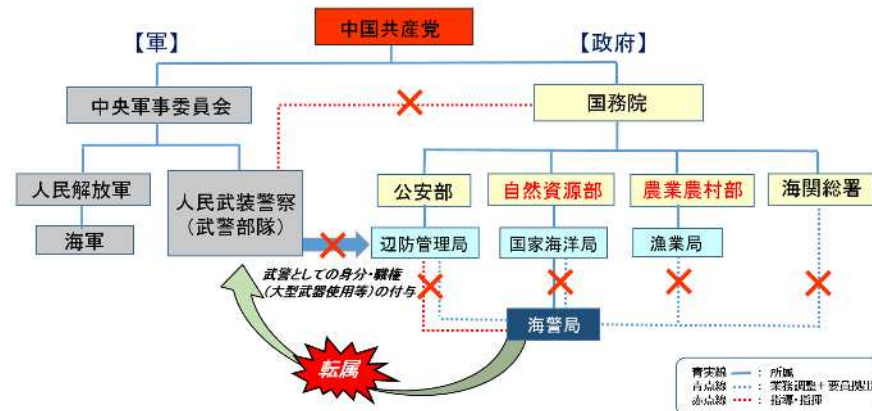 中国共産党
【軍】
【政府】
中央軍事委員会
国務院
人民解放軍
人民武装警察
（武警部隊）
公安部
自然資源部
農業農村部
海関総署
海軍
辺防管理局
国家海洋局
漁業局
武警としての身分・職権
（大型武器使用等）の付与
海警局
転属
青実線 ： 所属
青点線 ： 業務調整＋要員拠出
赤点線 ： 指導・指揮